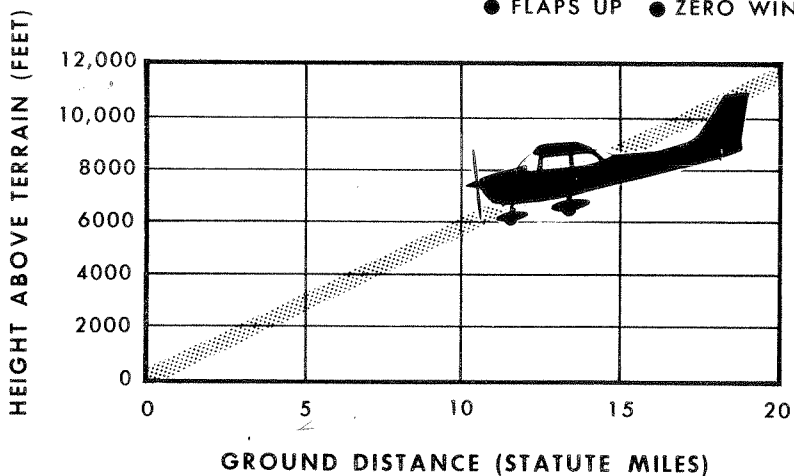 ● FLAPS UP ● ZERO
HEIGHT ABOVE TERRAIN (FEET)
12,000
10,000
8000
6000
4000
2000
0
0 5 10 15 20
GROUND DISTANCE (STATUTE MILES)